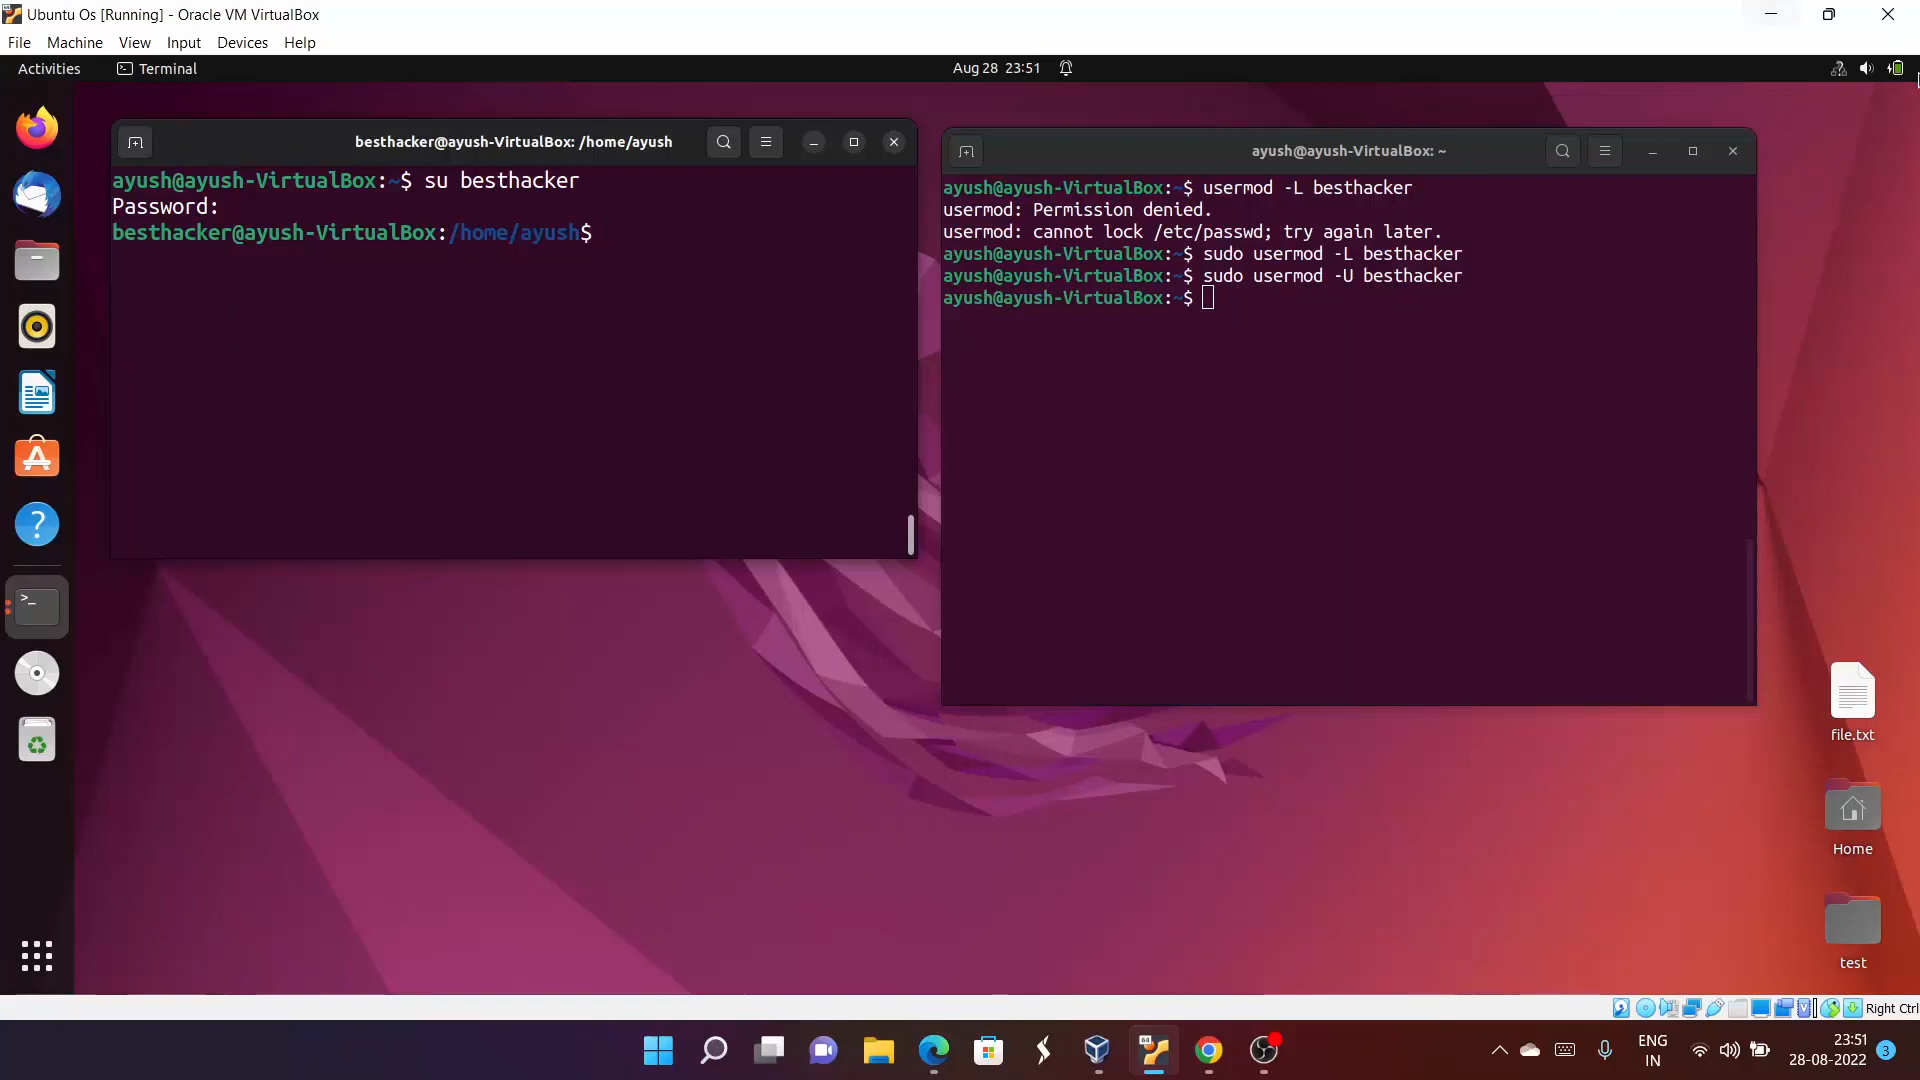 Ubuntu Os [Running] - Oracle VM VirtualBox
File Machine View Input Devices Help
Activities Terminal Aug 28 23:51
besthacker@ayush-VirtualBox: /home/ayush
ayush@ayush-VirtualBox:~$ su besthacker
Password:
besthacker@ayush-VirtualBox:/home/ayush$
ayush@ayush-VirtualBox: ~
ayush@ayush-VirtualBox:~$ usermod -L besthacker
usermod: Permission denied.
usermod: cannot lock /etc/passwd; try again later.
ayush@ayush-VirtualBox:~$ sudo usermod -L besthacker
ayush@ayush-VirtualBox:~$ sudo usermod -U besthacker
ayush@ayush-VirtualBox:~$
file.txt
Home
test
Right Ctrl
64
ENG
IN
23:51
28-08-2022
3